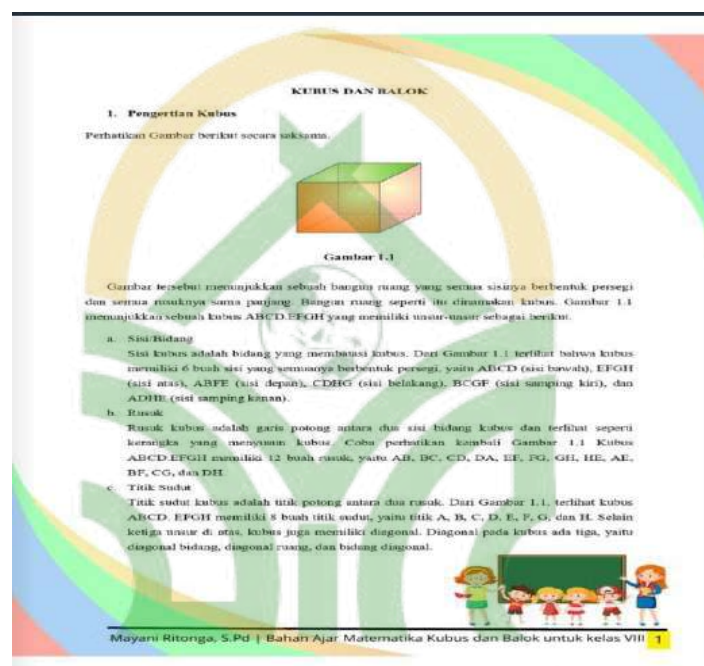 KUBUS DAN BALOK
1. Pengertian Kubus
Perhatikan Gambar berikut secara saksama.
Gambar 1.1
Gambar tersebut menunjukkan sebuah bangun ruang yang semua sisinya berbentuk persegi
dan semua rusuknya sama panjang. Bangun ruang seperti itu dinamakan kubus. Gambar 1.1
menunjukkan sebuah kubus ABCD.EFGH yang memiliki unsur-unsur sebagai berikut.
a. Sisi/Bidang
Sisi kubus adalah bidang yang membatasi kubus. Dari Gambar 1.1 terlihat bahwa kubus
memiliki 6 buah sisi yang semuanya berbentuk persegi, yaitu ABCD (sisi bawah), EFGH
(sisi atas), ABFE (sisi depan), CDHG (sisi belakang), BCGF (sisi samping kiri), dan
ADHE (sisi samping kanan).
b. Rusuk
Rusuk kubus adalah garis potong antara dua sisi bidang kubus dan terlihat seperti
kerangka yang menyusun kubus. Coba perhatikan kembali Gambar 1.1 Kubus
ABCD.EFGH memiliki 12 buah rusuk, yaitu AB, BC, CD, DA, EF, FG, GH, HE, AE,
BF, CG, dan DH.
c. Titik Sudut
Titik sudut kubus adalah titik potong antara dua rusuk. Dari Gambar 1.1, terlihat kubus
ABCD. EFGH memiliki 8 buah titik sudut, yaitu titik A, B, C, D, E, F, G, dan H. Selain
ketiga unsur di atas, kubus juga memiliki diagonal. Diagonal pada kubus ada tiga, yaitu
diagonal bidang, diagonal ruang, dan bidang diagonal.
Mayani Ritonga, S.Pd | Bahan Ajar Matematika Kubus dan Balok untuk kelas VIII 1